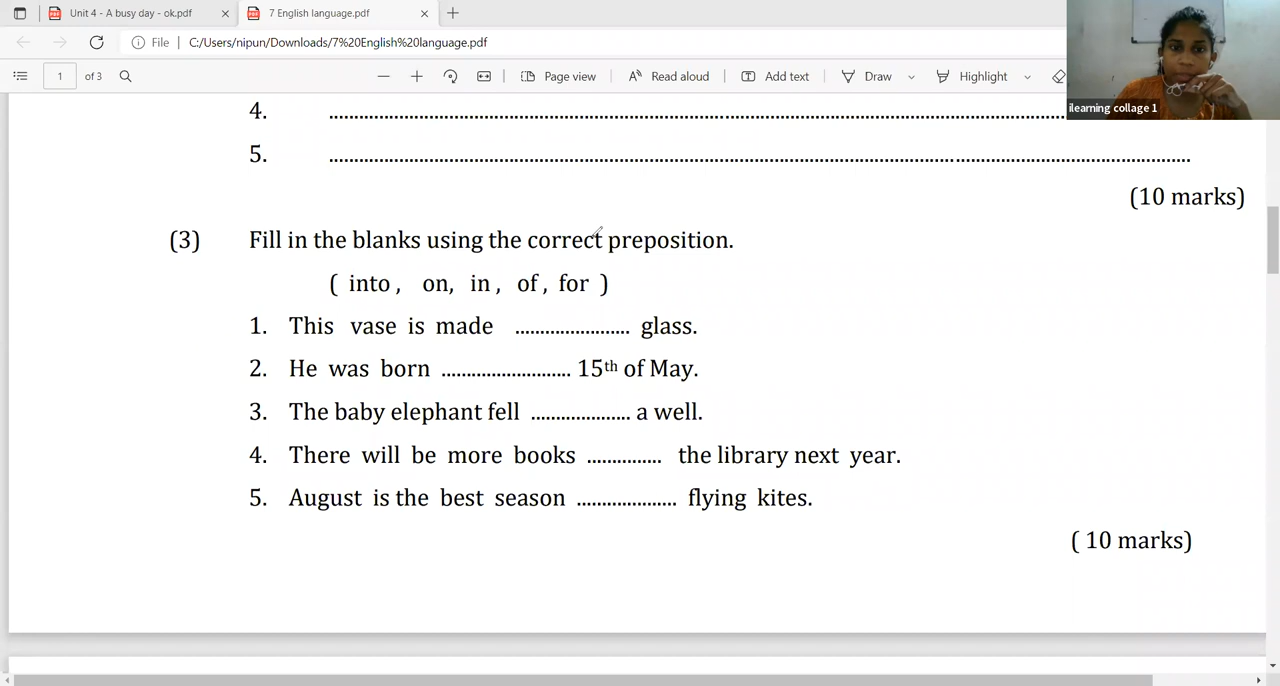 Unit 4 - A busy day - ok.pdf
7 English language.pdf
File
C:/Users/nipun/Downloads/7%20English%20language.pdf
1 of 3
Page view
Read aloud
Add text
Draw
Highlight
ilearning collage 1
4. ........................................................................
5. ........................................................................
(10 marks)
(3) Fill in the blanks using the correct preposition.
( into , on, in , of , for )
1. This vase is made ....................... glass.
2. He was born .......................... 15th of May.
3. The baby elephant fell .................... a well.
4. There will be more books .............. the library next year.
5. August is the best season .................... flying kites.
( 10 marks)